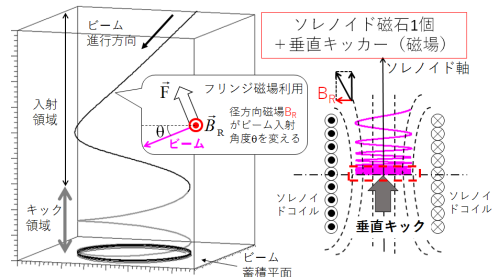 ビーム
進行方向
入射
領域
キック
領域
F
フリンジ磁場利用
B_R
径方向磁場B_R
がビーム入射
角度θを変える
θ
ビーム
ビーム
蓄積平面
ソレノイド磁石1個
+垂直キッカー（磁場）
ソレノイド軸
B_R
ソレノイ
ドコイル
ソレノイ
ドコイル
垂直キック